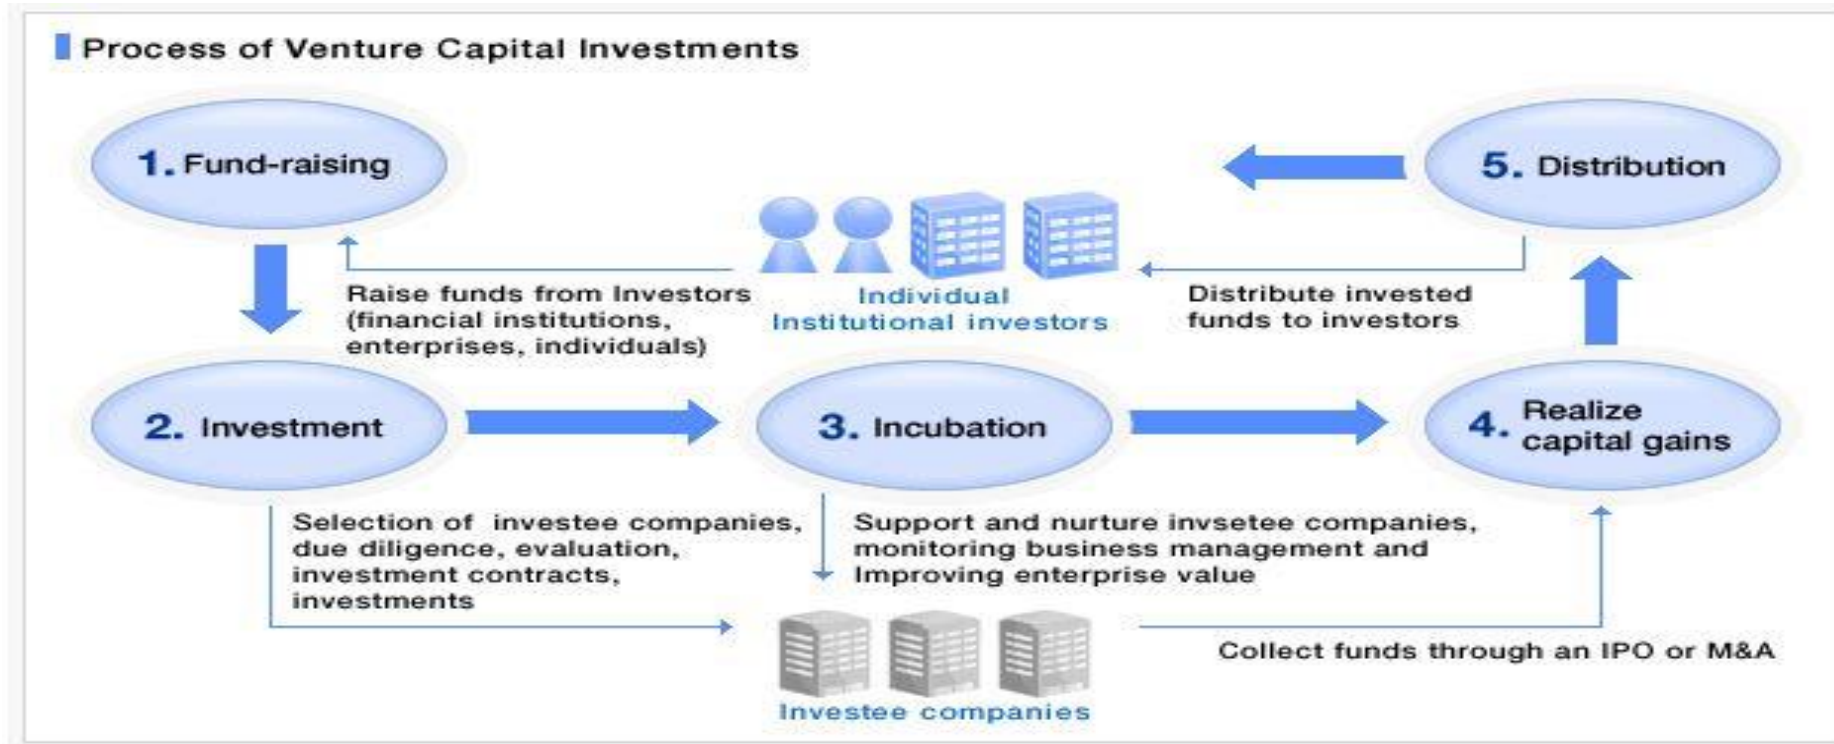 Process of Venture Capital Investments
1. Fund-raising
5. Distribution
Raise funds from Investors
(financial institutions,
enterprises, individuals)
Individual
Institutional investors
Distribute invested
funds to investors
2. Investment
3. Incubation
4. Realize
capital gains
Selection of investee companies,
due diligence, evaluation,
investment contracts,
investments
Support and nurture invsetee companies,
monitoring business management and
Improving enterprise value
Collect funds through an IPO or M&A
Investee companies